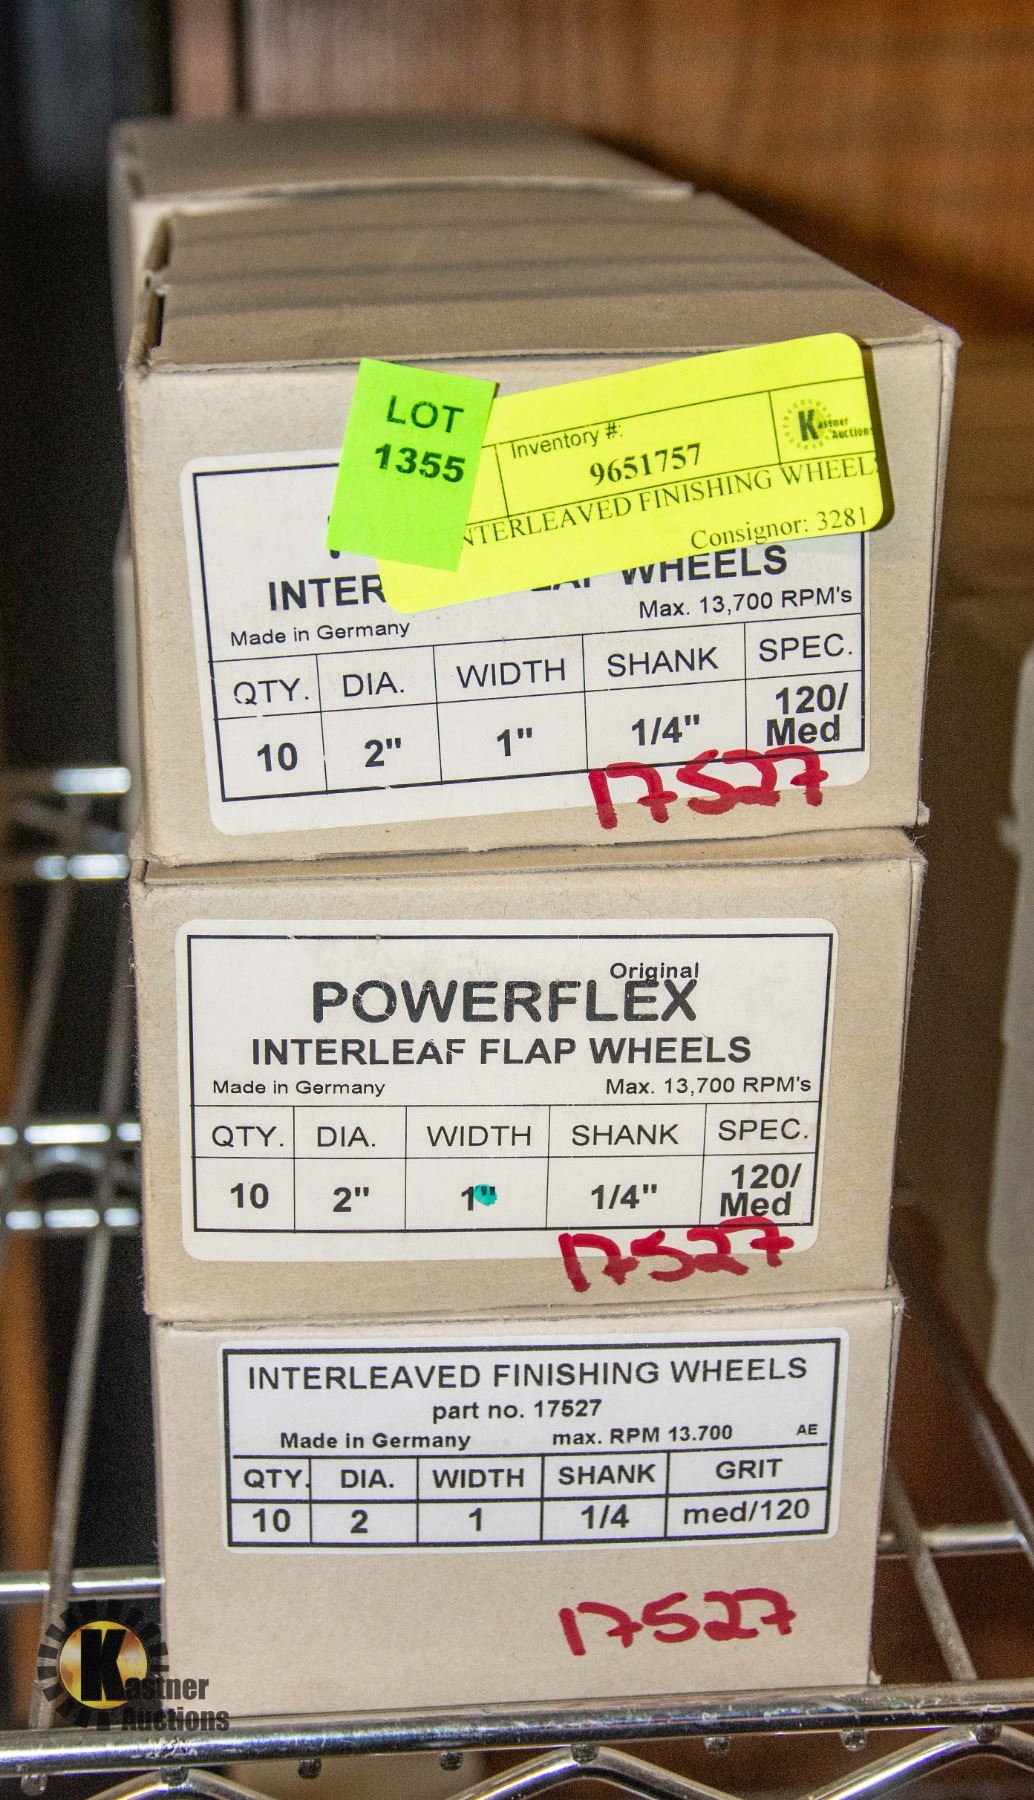 LOT
1355
Inventory #:
9651757
Kastner
Auctions
INTERLEAVED FINISHING WHEEL
Consignor: 3281
WHEELS
Made in Germany Max. 13,700 RPM's
QTY. DIA. WIDTH SHANK SPEC.
10 2" 1" 1/4" 120/
Med
17527
Original
POWERFLEX
INTERLEAF FLAP WHEELS
Made in Germany Max. 13,700 RPM's
QTY. DIA. WIDTH SHANK SPEC.
10 2" 1" 1/4" 120/
Med
17527
INTERLEAVED FINISHING WHEELS
part no. 17527
Made in Germany max. RPM 13.700 AE
QTY. DIA. WIDTH SHANK GRIT
10 2 1 1/4 med/120
17527
Kastner
Auctions